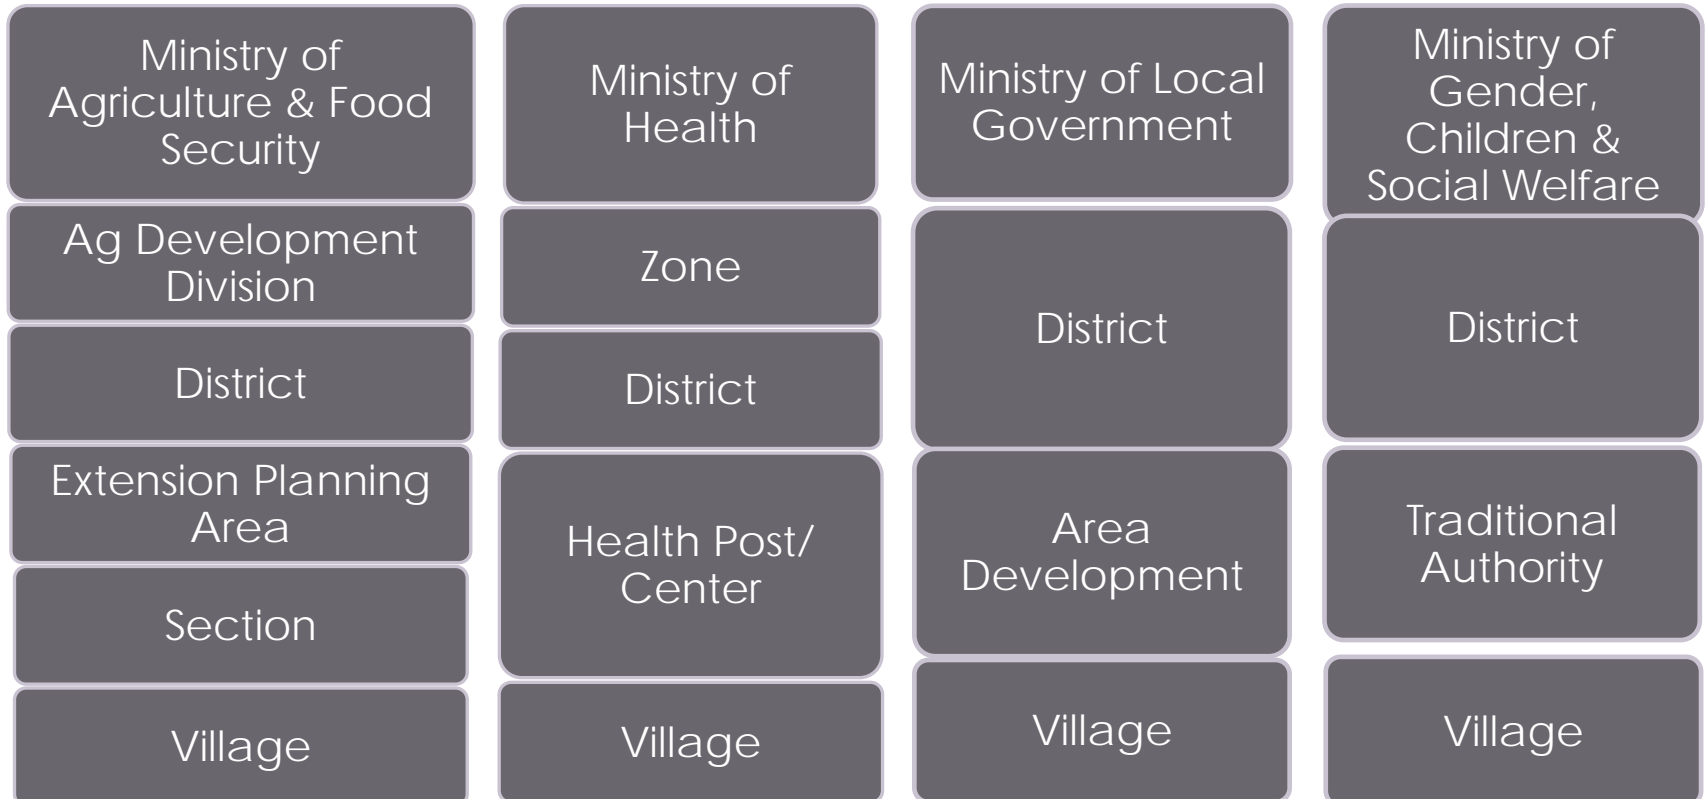 Ministry of
Agriculture & Food
Security
Ag Development
Division
District
Extension Planning
Area
Section
Village
Ministry of
Health
Zone
District
Health Post/
Center
Village
Ministry of Local
Government
District
Area
Development
Village
Ministry of
Gender,
Children &
Social Welfare
District
Traditional
Authority
Village